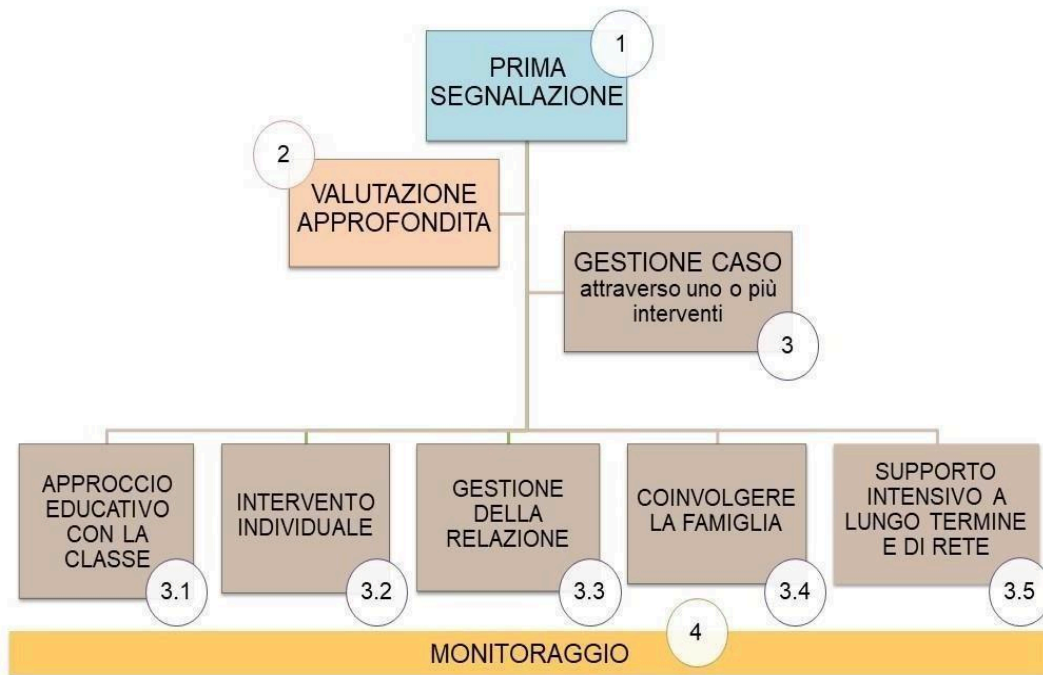 1
PRIMA
SEGNALAZIONE
2
VALUTAZIONE
APPROFONDITA
GESTIONE CASO
attraverso uno o più
interventi
3
APPROCCIO
EDUCATIVO
CON LA
CLASSE
3.1
INTERVENTO
INDIVIDUALE
3.2
GESTIONE
DELLA
RELAZIONE
3.3
COINVOLGERE
LA FAMIGLIA
3.4
SUPPORTO
INTENSIVO A
LUNGO TERMINE
E DI RETE
3.5
4
MONITORAGGIO